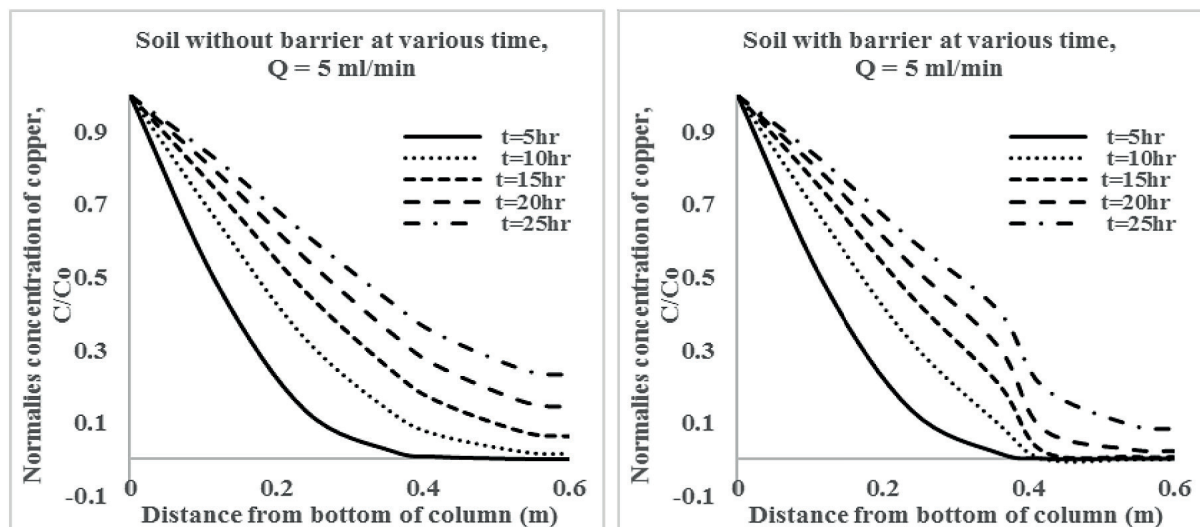 Soil without barrier at various time,
Q = 5 ml/min
Normalies concentration of copper,
C/Co
0.9
0.7
0.5
0.3
0.1
-0.1
t=5hr
t=10hr
t=15hr
t=20hr
t=25hr
0 0.2 0.4 0.6
Distance from bottom of column (m)
Soil with barrier at various time,
Q = 5 ml/min
Normalies concentration of copper,
C/Co
0.9
0.7
0.5
0.3
0.1
-0.1
t=5hr
t=10hr
t=15hr
t=20hr
t=25hr
0 0.2 0.4 0.6
Distance from bottom of column (m)